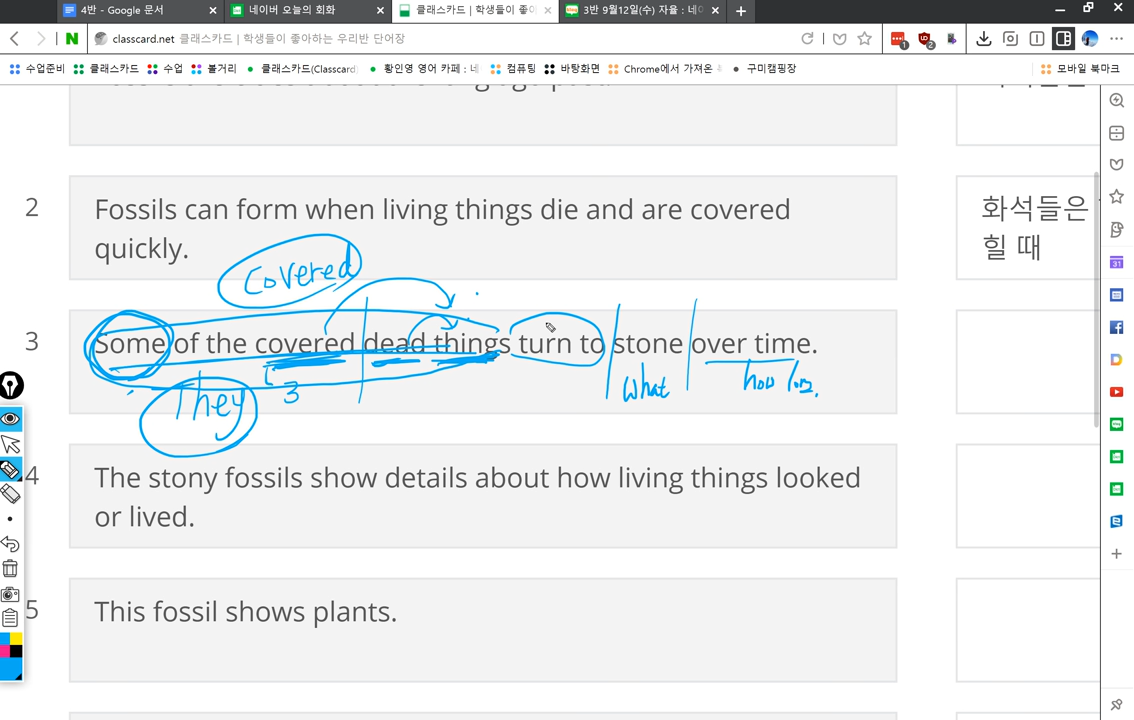 4반 - Google 문서
네이버 오늘의 회화
클래스카드 | 학생들이 좋아
3반 9월12일(수) 자율 : 네이
classcard.net 클래스카드 | 학생들이 좋아하는 우리반 단어장
수업준비 클래스카드 수업 볼거리 클래스카드(Classcard 황인영 영어 카페 : 네 컴퓨팅 바탕화면 Chrome에서 가져온 구미캠핑장 모바일 북마크
2 Fossils can form when living things die and are covered
quickly.
화석들은
힐 때
covered
3 Some of the covered dead things turn to stone over time.
They 3 what how long.
4 The stony fossils show details about how living things looked
or lived.
5 This fossil shows plants.